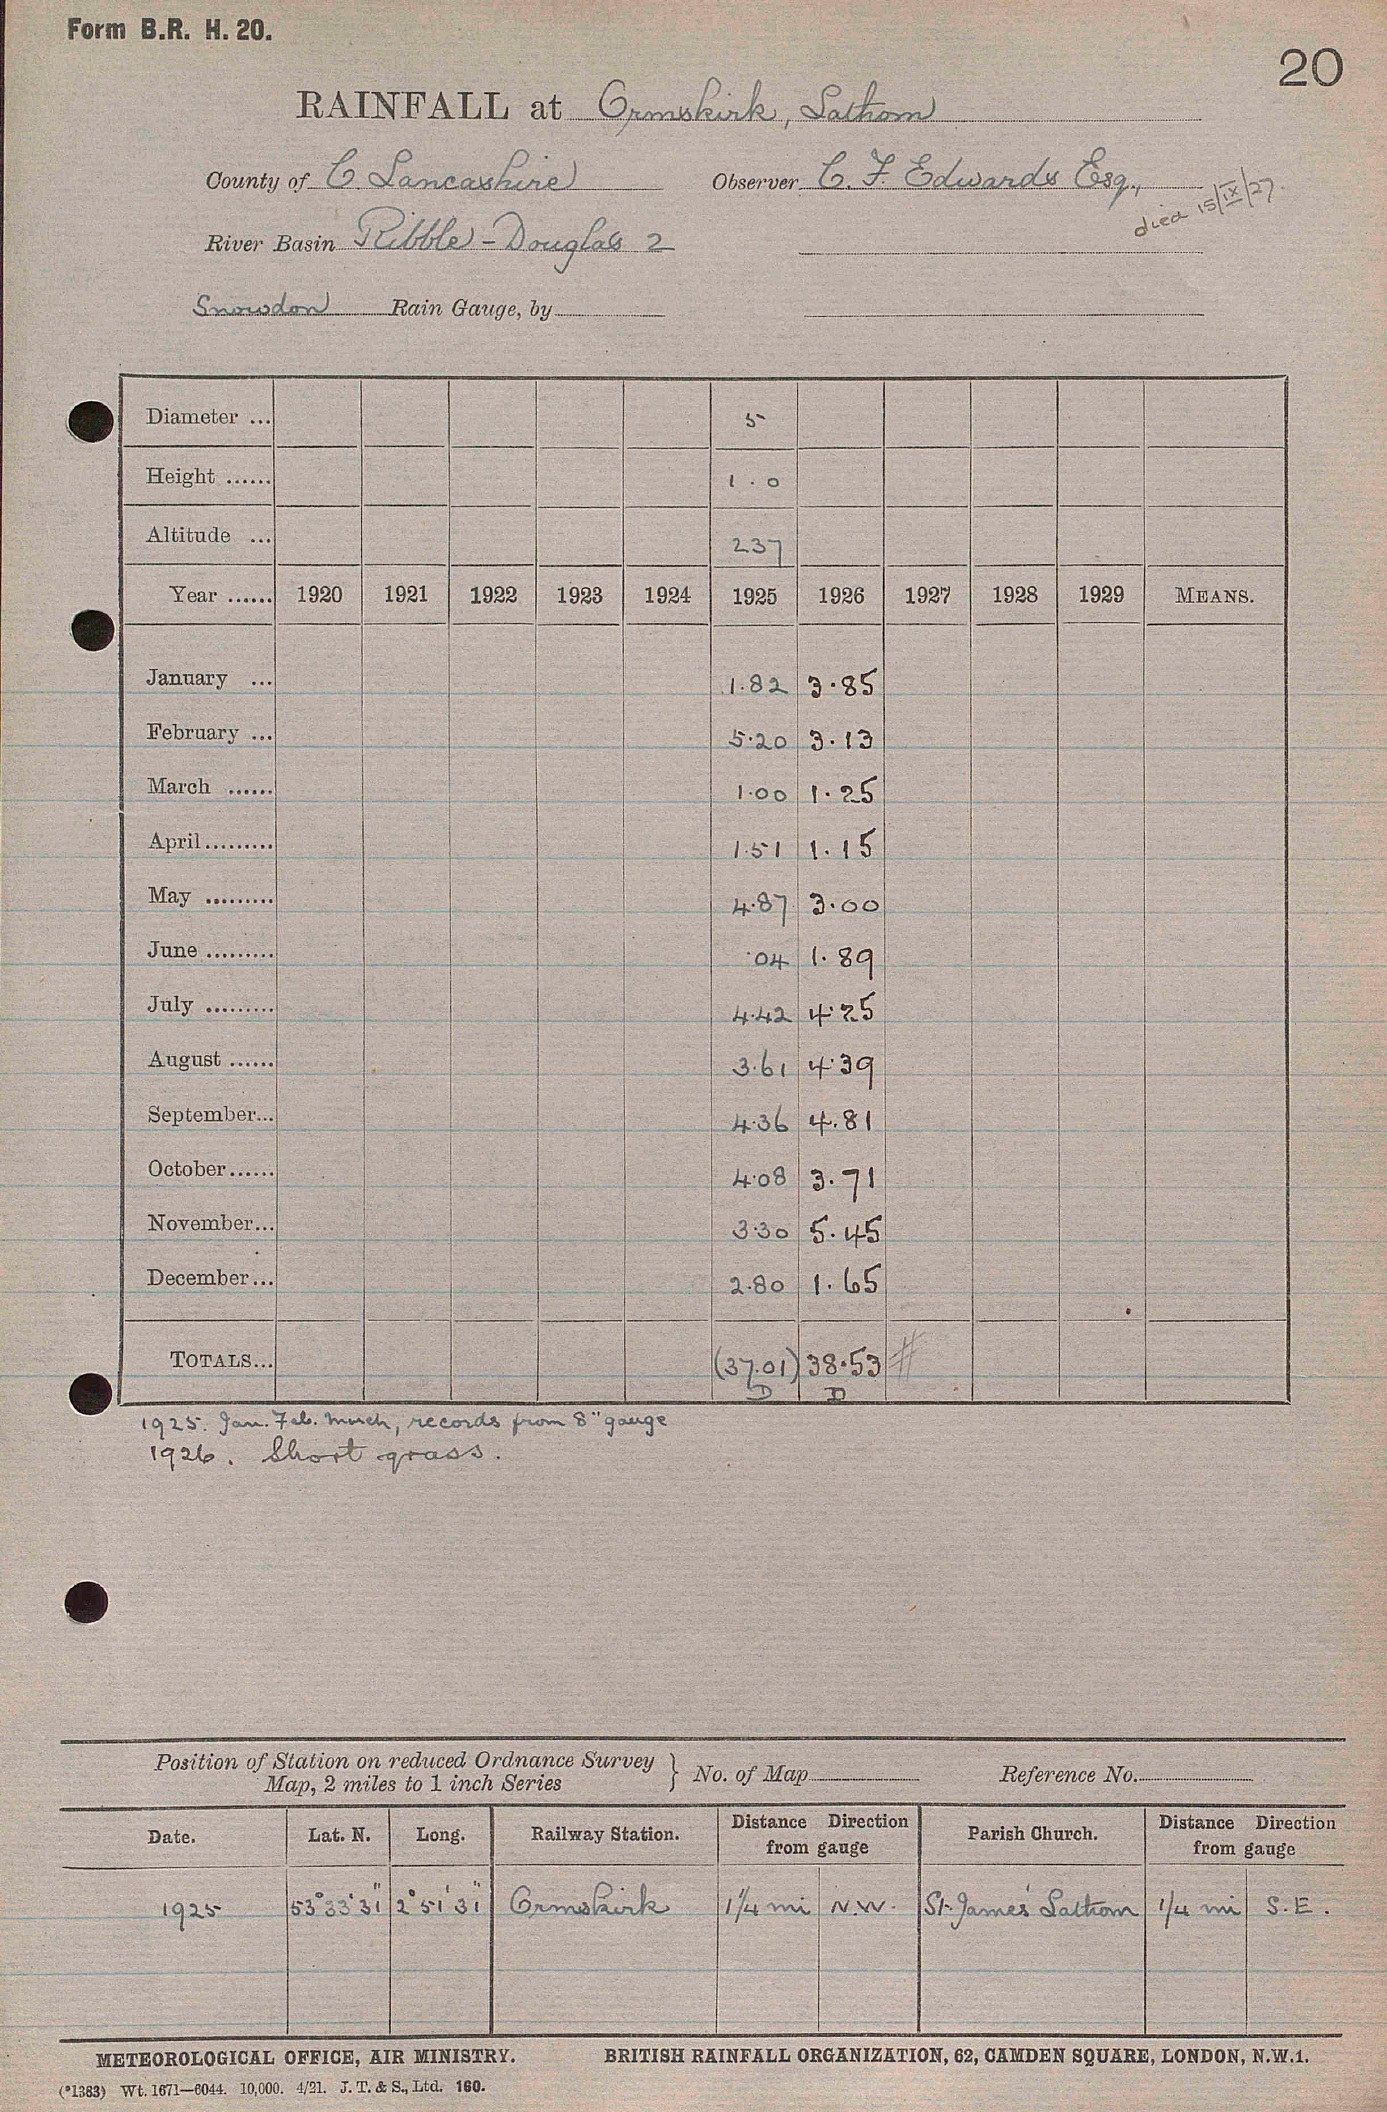 Form B.R. H. 20.
20
RAINFALL at Ormskirk, Lathom
County of C Lancashire Observer C. F. Edwards Esq.,
died 15/IX/27.
River Basin Ribble - Douglas 2
Snowdon Rain Gauge, by
Diameter ... 5
Height ...... 1.0
Altitude ... 237
Year ...... 1920 1921 1922 1923 1924 1925 1926 1927 1928 1929 MEANS.
January ... 1.82 3.85
February ... 5.20 3.13
March ...... 1.00 1.25
April ......... 1.51 1.15
May ......... 4.87 3.00
June ......... .04 1.89
July ......... 4.42 4.25
August ...... 3.61 4.39
September... 4.36 4.81
October ...... 4.08 3.71
November... 3.30 5.45
December... 2.80 1.65
TOTALS... (37.01) 38.53 #
D D
1925. Jan. Feb. March, records from 8" gauge
1926. Short grass.
Position of Station on reduced Ordnance Survey
Map, 2 miles to 1 inch Series } No. of Map Reference No.
Date. Lat. N. Long. Railway Station. Distance Direction from gauge Parish Church. Distance Direction from gauge
1925 53° 33' 31" 2° 51' 31" Ormskirk 1¼ mi N.W. St. James' Lathom ¼ mi S.E.
METEOROLOGICAL OFFICE, AIR MINISTRY. BRITISH RAINFALL ORGANIZATION, 62, CAMDEN SQUARE, LONDON, N.W.1.
(*1383) Wt. 1671—6044. 10,000. 4/21. J. T. & S., Ltd. 160.